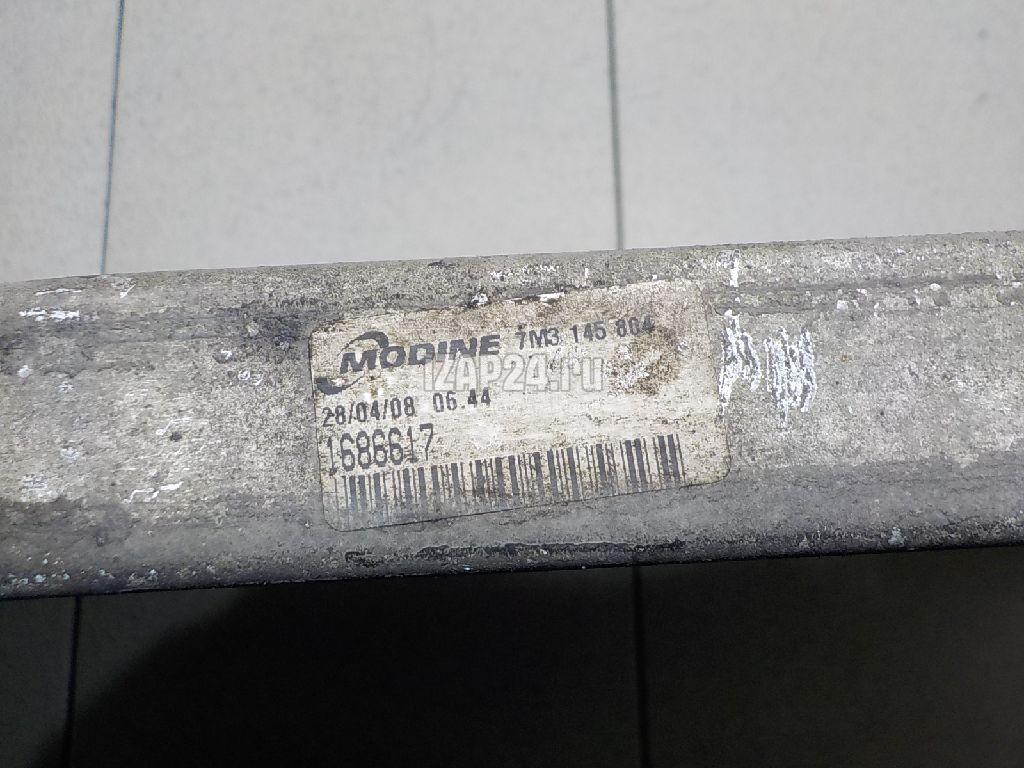 MODINE 7M3 145 804
IZAP24.ru
28/04/08 06.44
1686617